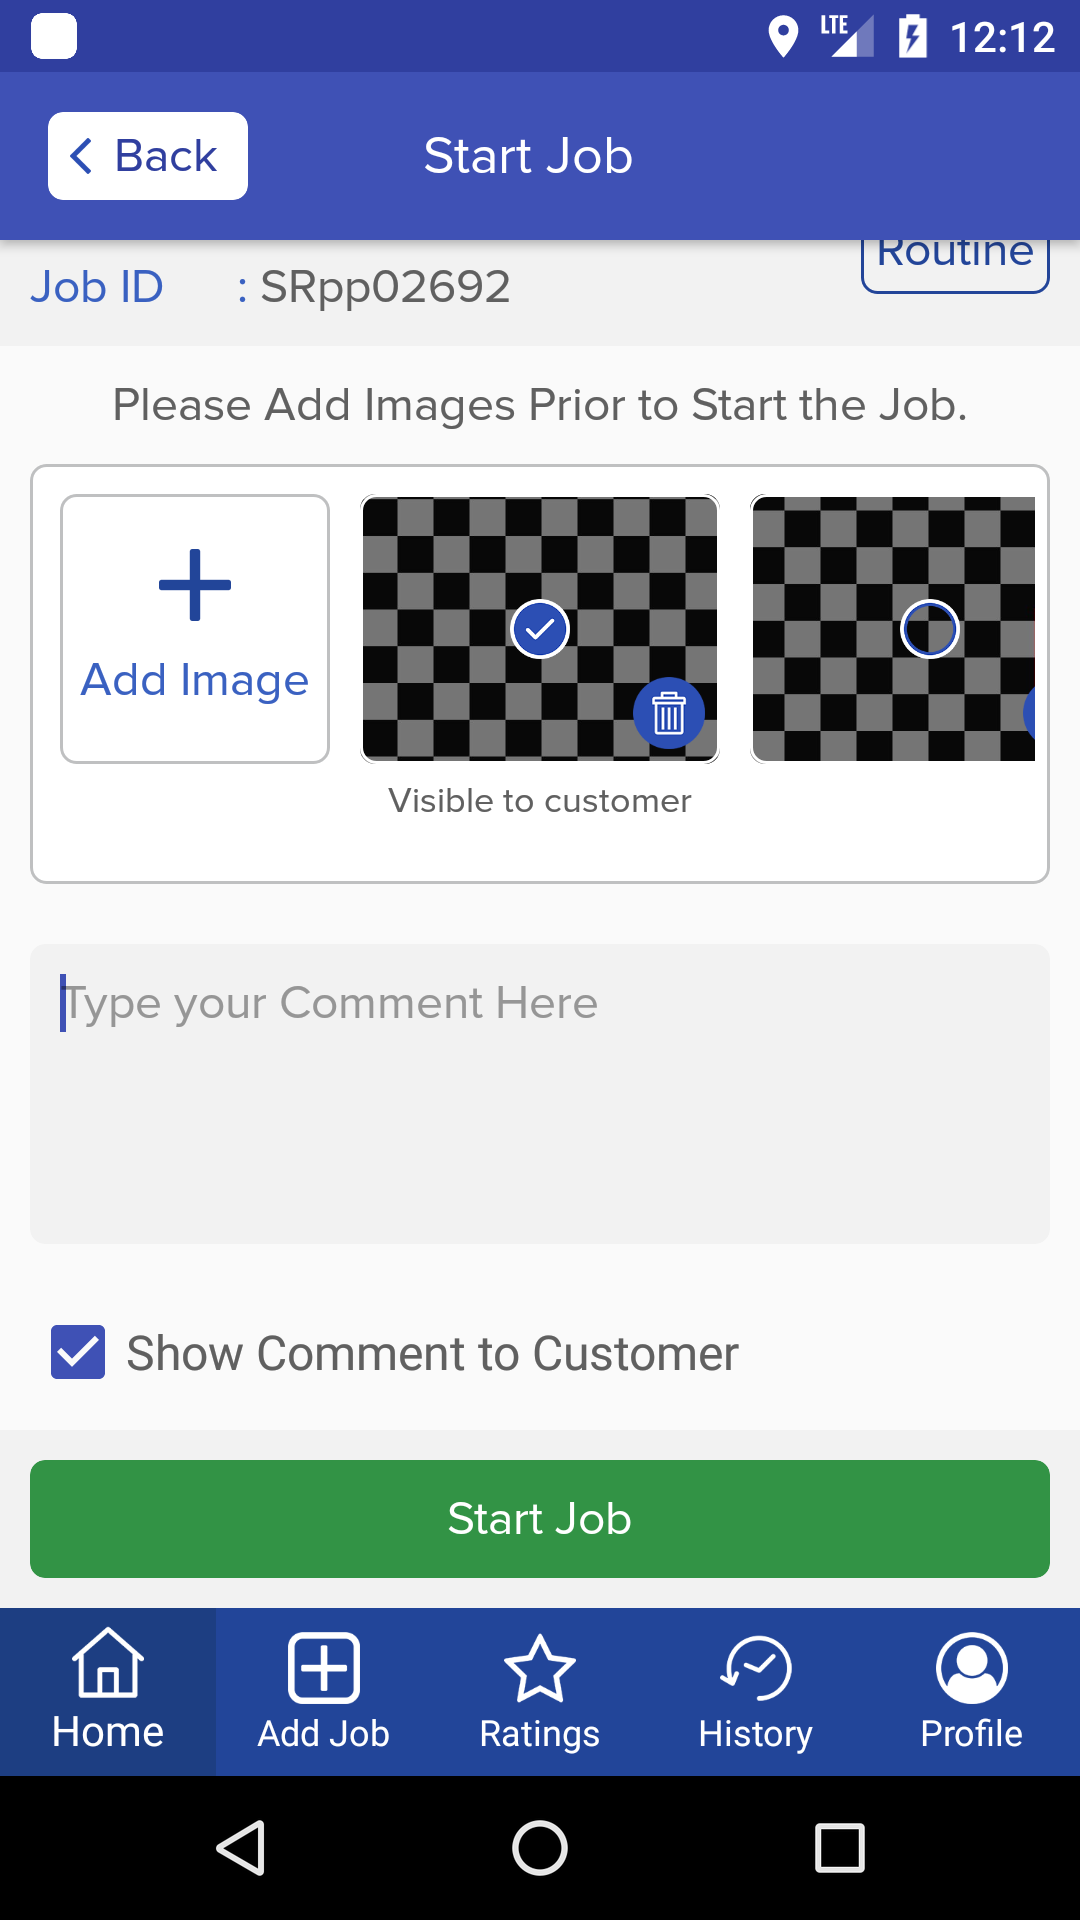 LTE 12:12
Back
Start Job
Routine
Job ID : SRpp02692
Please Add Images Prior to Start the Job.
Add Image
Visible to customer
Type your Comment Here
Show Comment to Customer
Start Job
Home Add Job Ratings History Profile